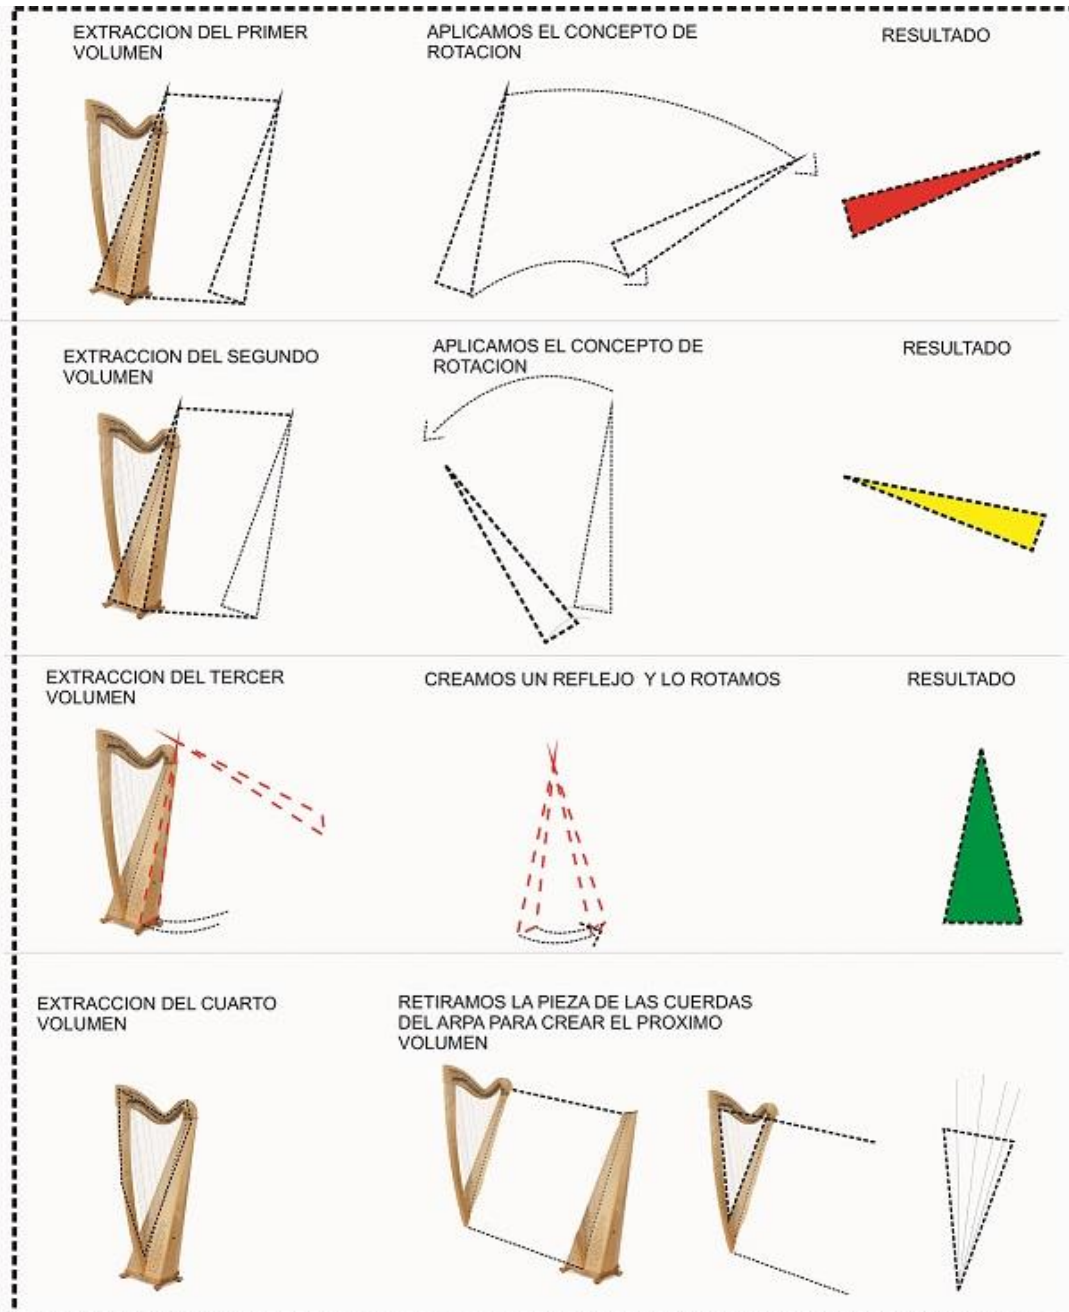 EXTRACCION DEL PRIMER
VOLUMEN
APLICAMOS EL CONCEPTO DE
ROTACION
RESULTADO
EXTRACCION DEL SEGUNDO
VOLUMEN
APLICAMOS EL CONCEPTO DE
ROTACION
RESULTADO
EXTRACCION DEL TERCER
VOLUMEN
CREAMOS UN REFLEJO Y LO ROTAMOS
RESULTADO
EXTRACCION DEL CUARTO
VOLUMEN
RETIRAMOS LA PIEZA DE LAS CUERDAS
DEL ARPA PARA CREAR EL PROXIMO
VOLUMEN